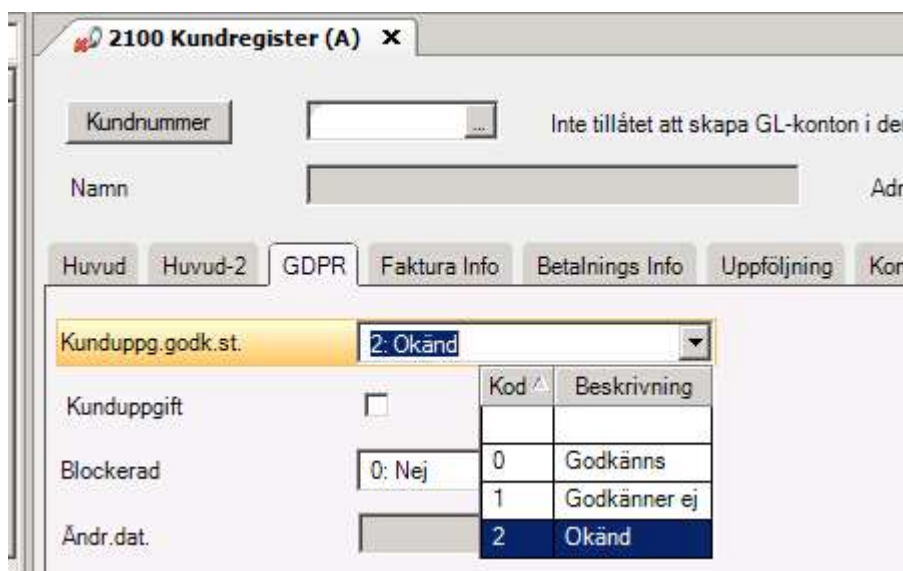 2100 Kundregister (A) X
Kundnummer ... Inte tillåtet att skapa GL-konton i
Namn
Huvud Huvud-2 GDPR Faktura Info Betalnings Info Uppföljning
Kunduppg.godk.st. 2: Okänd
Kod Beskrivning
Kunduppgift
Blockerad 0: Nej 0 Godkänns
1 Godkänner ej
Ändr.dat. 2 Okänd